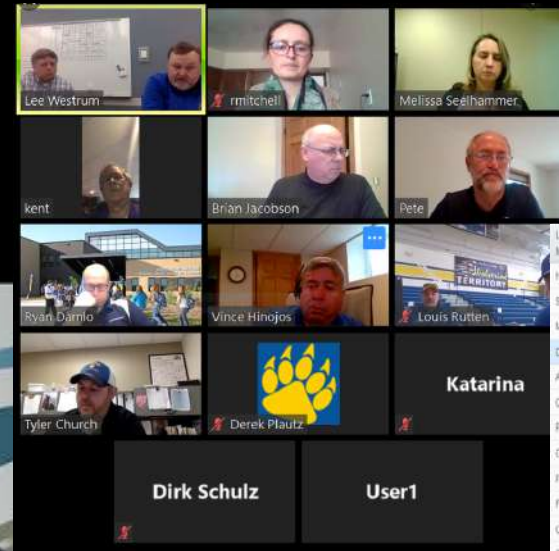 Lee Westrum
rmitchell
Melissa Seelhammer
kent
Brian Jacobson
Pete
Ryan Darnlo
Vince Hinojos
TERRITORY
Louis Rutten
Tyler Church
Derek Plautz
Katarina
Dirk Schulz
User1